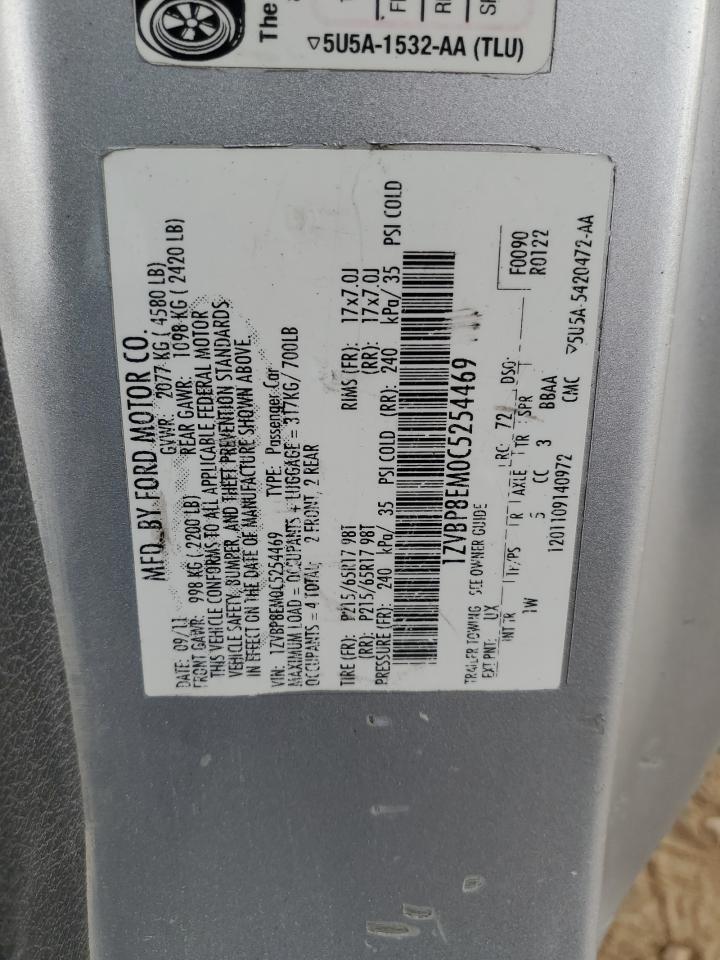 The
▽5U5A-1532-AA (TLU)
MFD. BY FORD MOTOR CO.
DATE: 09/11 GVWR: 2077 KG ( 4580 LB)
FRONT GAWR: 998 KG ( 2200 LB) REAR GAWR: 1098 KG ( 2420 LB)
THIS VEHICLE CONFORMS TO ALL APPLICABLE FEDERAL MOTOR
VEHICLE SAFETY, BUMPER, AND THEFT PREVENTION STANDARDS
IN EFFECT ON THE DATE OF MANUFACTURE SHOWN ABOVE.
VIN: 1ZVBP8EM0C5254469 TYPE: Passenger Car
MAXIMUM LOAD = OCCUPANTS + LUGGAGE = 317KG/ 700LB
OCCUPANTS = 4 TOTAL, 2 FRONT, 2 REAR
TIRE (FR): P215/65R17 98T RIMS (FR): 17x7.0J
(RR): P215/65R17 98T (RR): 17x7.0J
PRESSURE (FR): 240 kPa/ 35 PSI COLD (RR): 240 kPa/ 35 PSI COLD
1ZVBP8EM0C5254469
TRAILER TOWING SEE OWNER GUIDE
EXT PNT: UX RC: 72 DSO:
INT TR TP/PS R AXLE TR SPR F0090
1W 5 CC 3 BBAA R0122
1201109140972 CMC
▽5U5A-5420472-AA